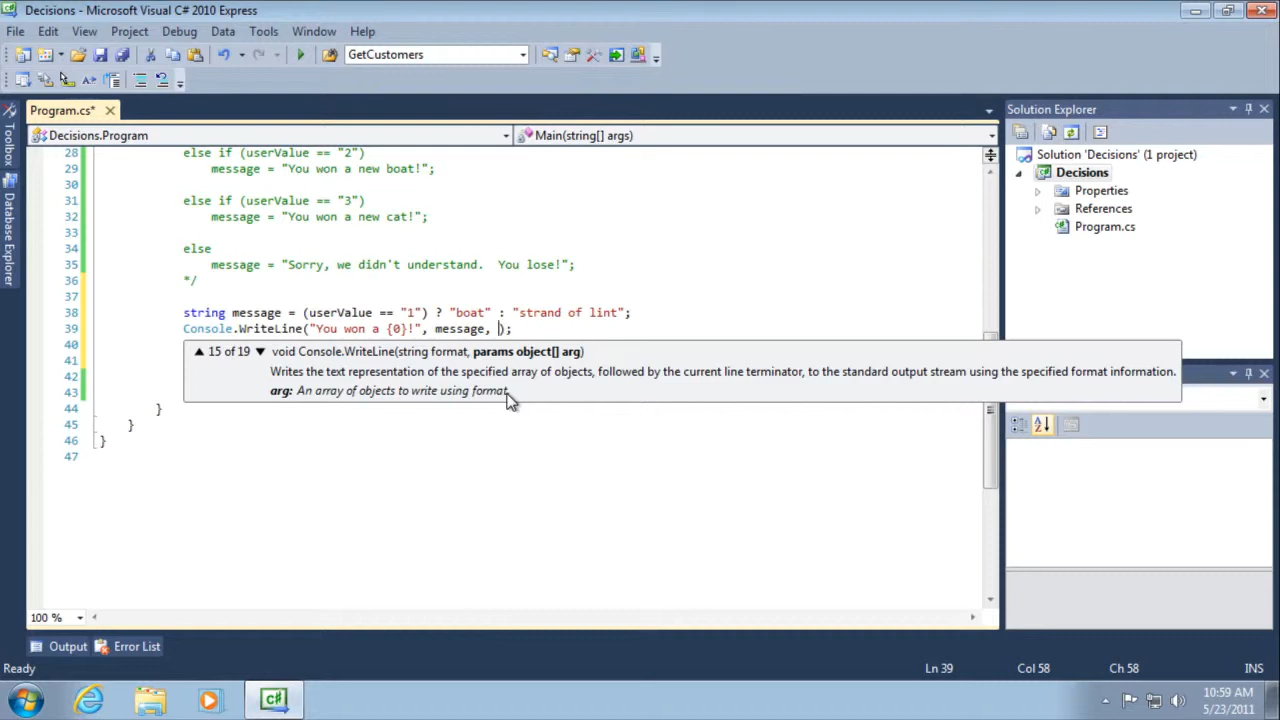 Decisions - Microsoft Visual C# 2010 Express
File Edit View Project Debug Data Tools Window Help
GetCustomers
Program.cs*
Decisions.Program
Main(string[] args)
28 else if (userValue == "2")
29 message = "You won a new boat!";
30
31 else if (userValue == "3")
32 message = "You won a new cat!";
33
34 else
35 message = "Sorry, we didn't understand.  You lose!";
36 */
37
38 string message = (userValue == "1") ? "boat" : "strand of lint";
39 Console.WriteLine("You won a {0}!", message, );
40
15 of 19 void Console.WriteLine(string format, params object[] arg)
41
Writes the text representation of the specified array of objects, followed by the current line terminator, to the standard output stream using the specified format information.
42
arg: An array of objects to write using format.
43
44 }
45 }
46 }
47
100 %
Toolbox
Database Explorer
Solution Explorer
Solution 'Decisions' (1 project)
Decisions
Properties
References
Program.cs
Output Error List
Ready
Ln 39 Col 58 Ch 58 INS
C#
10:59 AM
5/23/2011